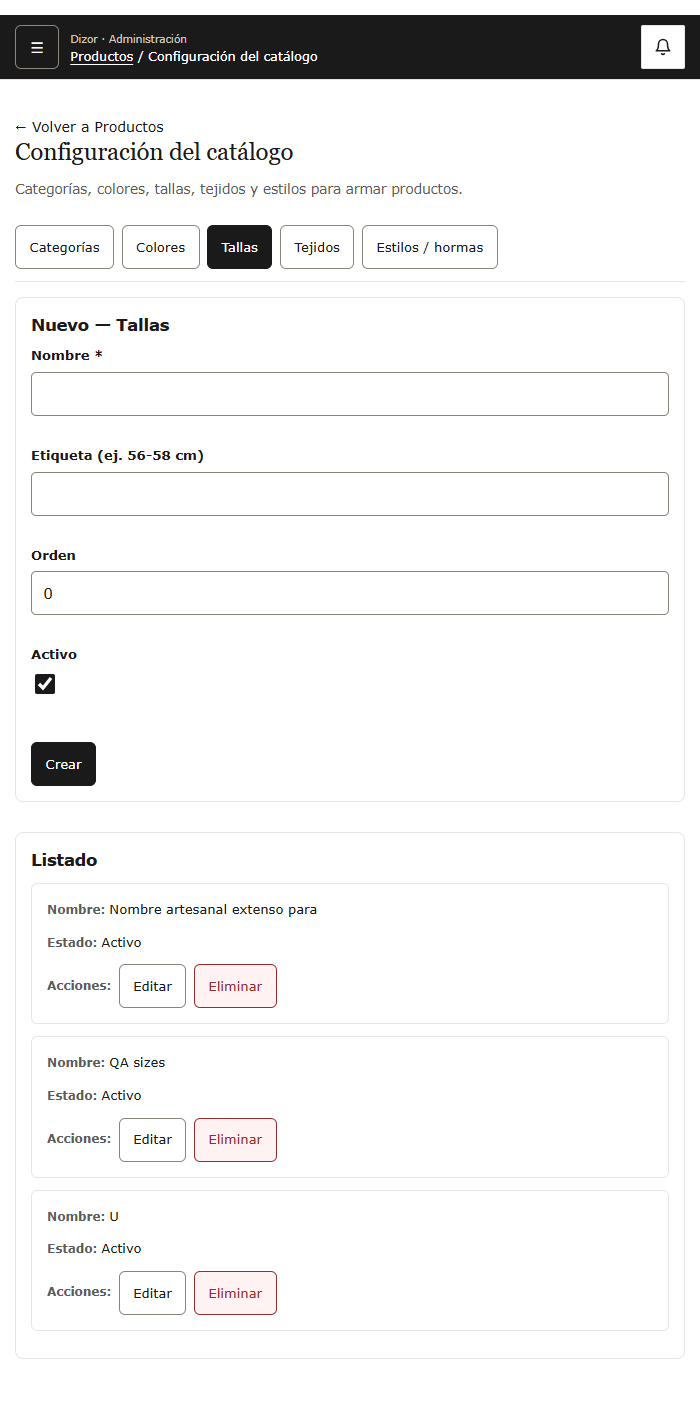 ☰
Dizor · Administración
Productos / Configuración del catálogo
← Volver a Productos
Configuración del catálogo
Categorías, colores, tallas, tejidos y estilos para armar productos.
Categorías Colores Tallas Tejidos Estilos / hormas
Nuevo — Tallas
Nombre *
Etiqueta (ej. 56-58 cm)
Orden
0
Activo
Crear
Listado
Nombre: Nombre artesanal extenso para
Estado: Activo
Acciones: Editar Eliminar
Nombre: QA sizes
Estado: Activo
Acciones: Editar Eliminar
Nombre: U
Estado: Activo
Acciones: Editar Eliminar